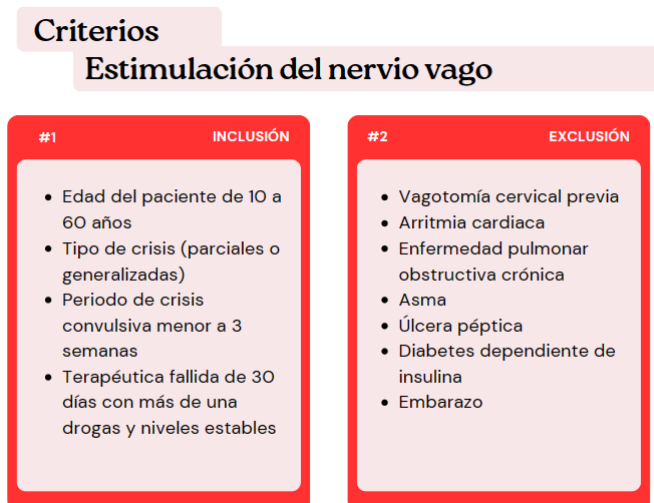 Criterios
Estimulación del nervio vago
#1 INCLUSIÓN
Edad del paciente de 10 a
60 años
Tipo de crisis (parciales o
generalizadas)
Periodo de crisis
convulsiva menor a 3
semanas
Terapéutica fallida de 30
días con más de una
drogas y niveles estables
#2 EXCLUSIÓN
Vagotomía cervical previa
Arritmia cardiaca
Enfermedad pulmonar
obstructiva crónica
Asma
Úlcera péptica
Diabetes dependiente de
insulina
Embarazo